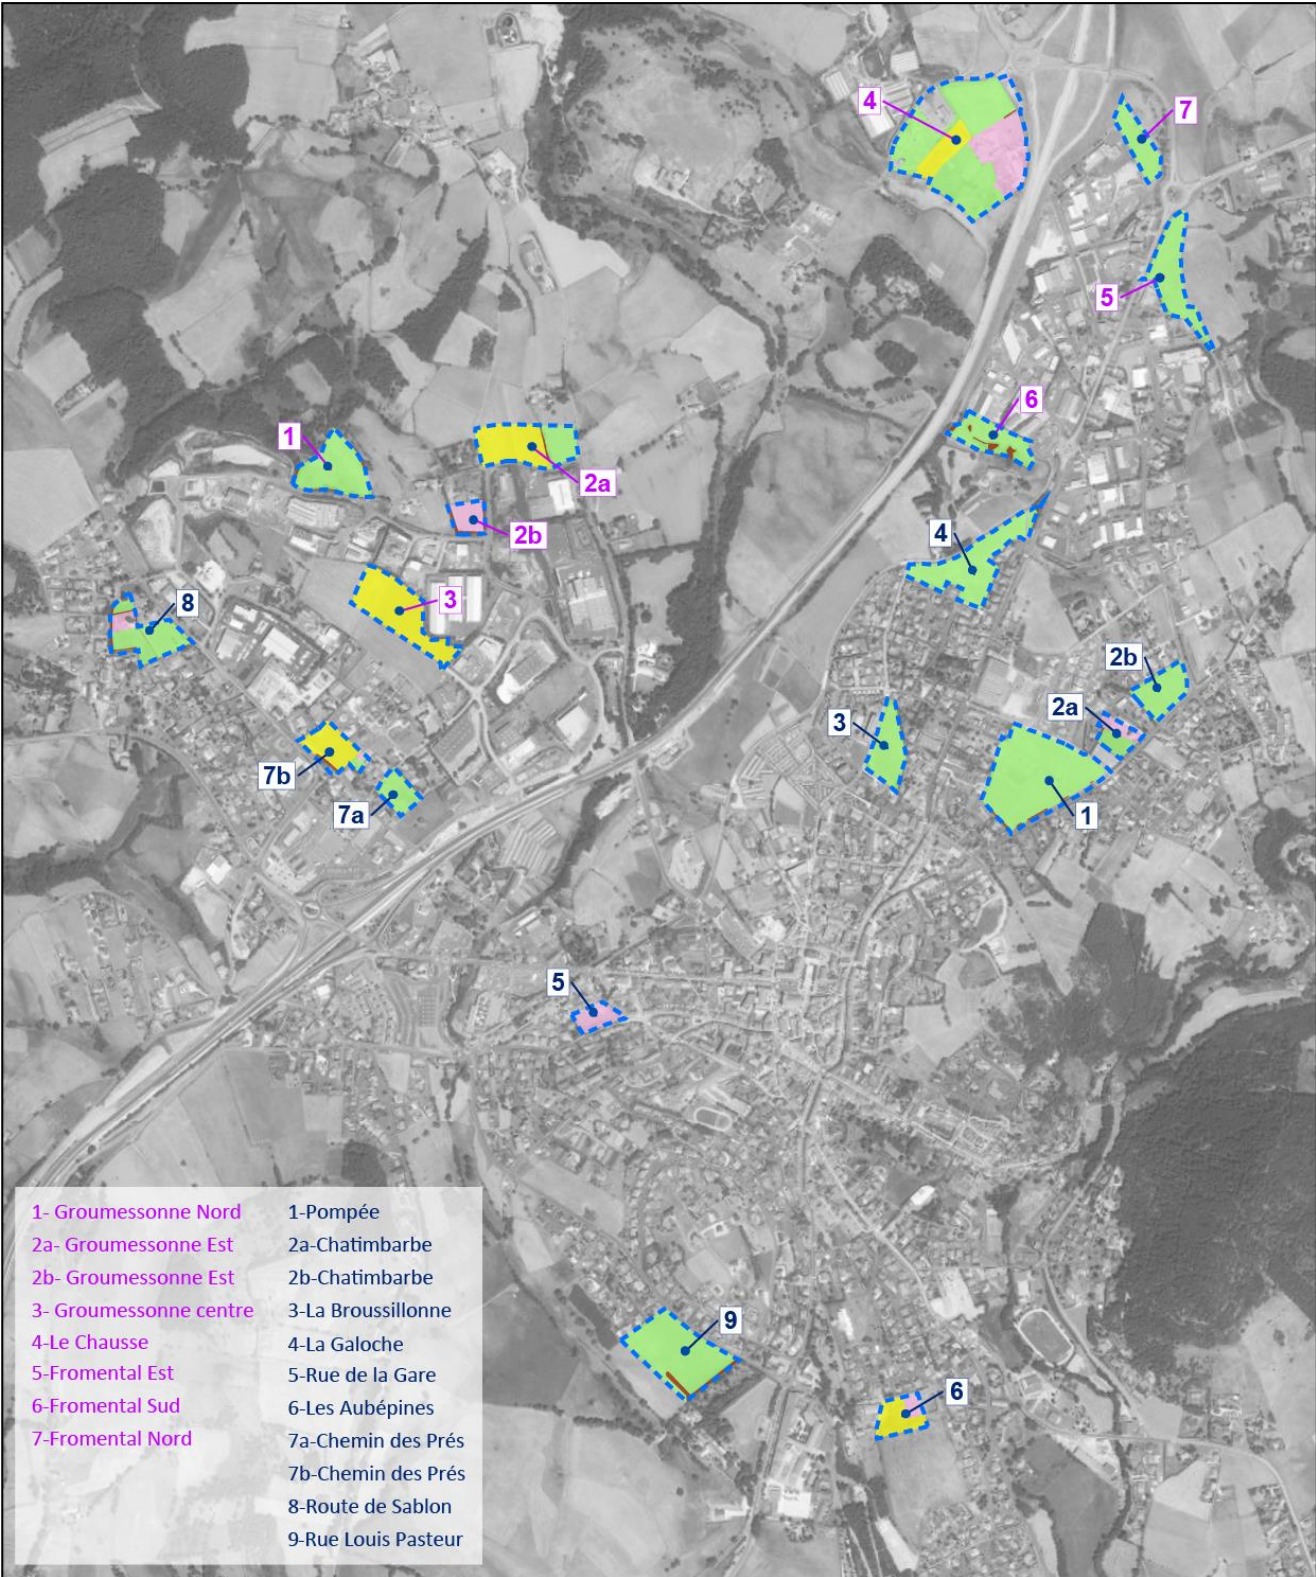 4
7
5
6
1
2a
2b
4
3
8
2b
2a
3
7b
1
7a
5
9
6
1- Groumessonne Nord
2a- Groumessonne Est
2b- Groumessonne Est
3- Groumessonne centre
4-Le Chausse
5-Fromental Est
6-Fromental Sud
7-Fromental Nord
1-Pompée
2a-Chatimbarbe
2b-Chatimbarbe
3-La Broussillonne
4-La Galoche
5-Rue de la Gare
6-Les Aubépines
7a-Chemin des Prés
7b-Chemin des Prés
8-Route de Sablon
9-Rue Louis Pasteur